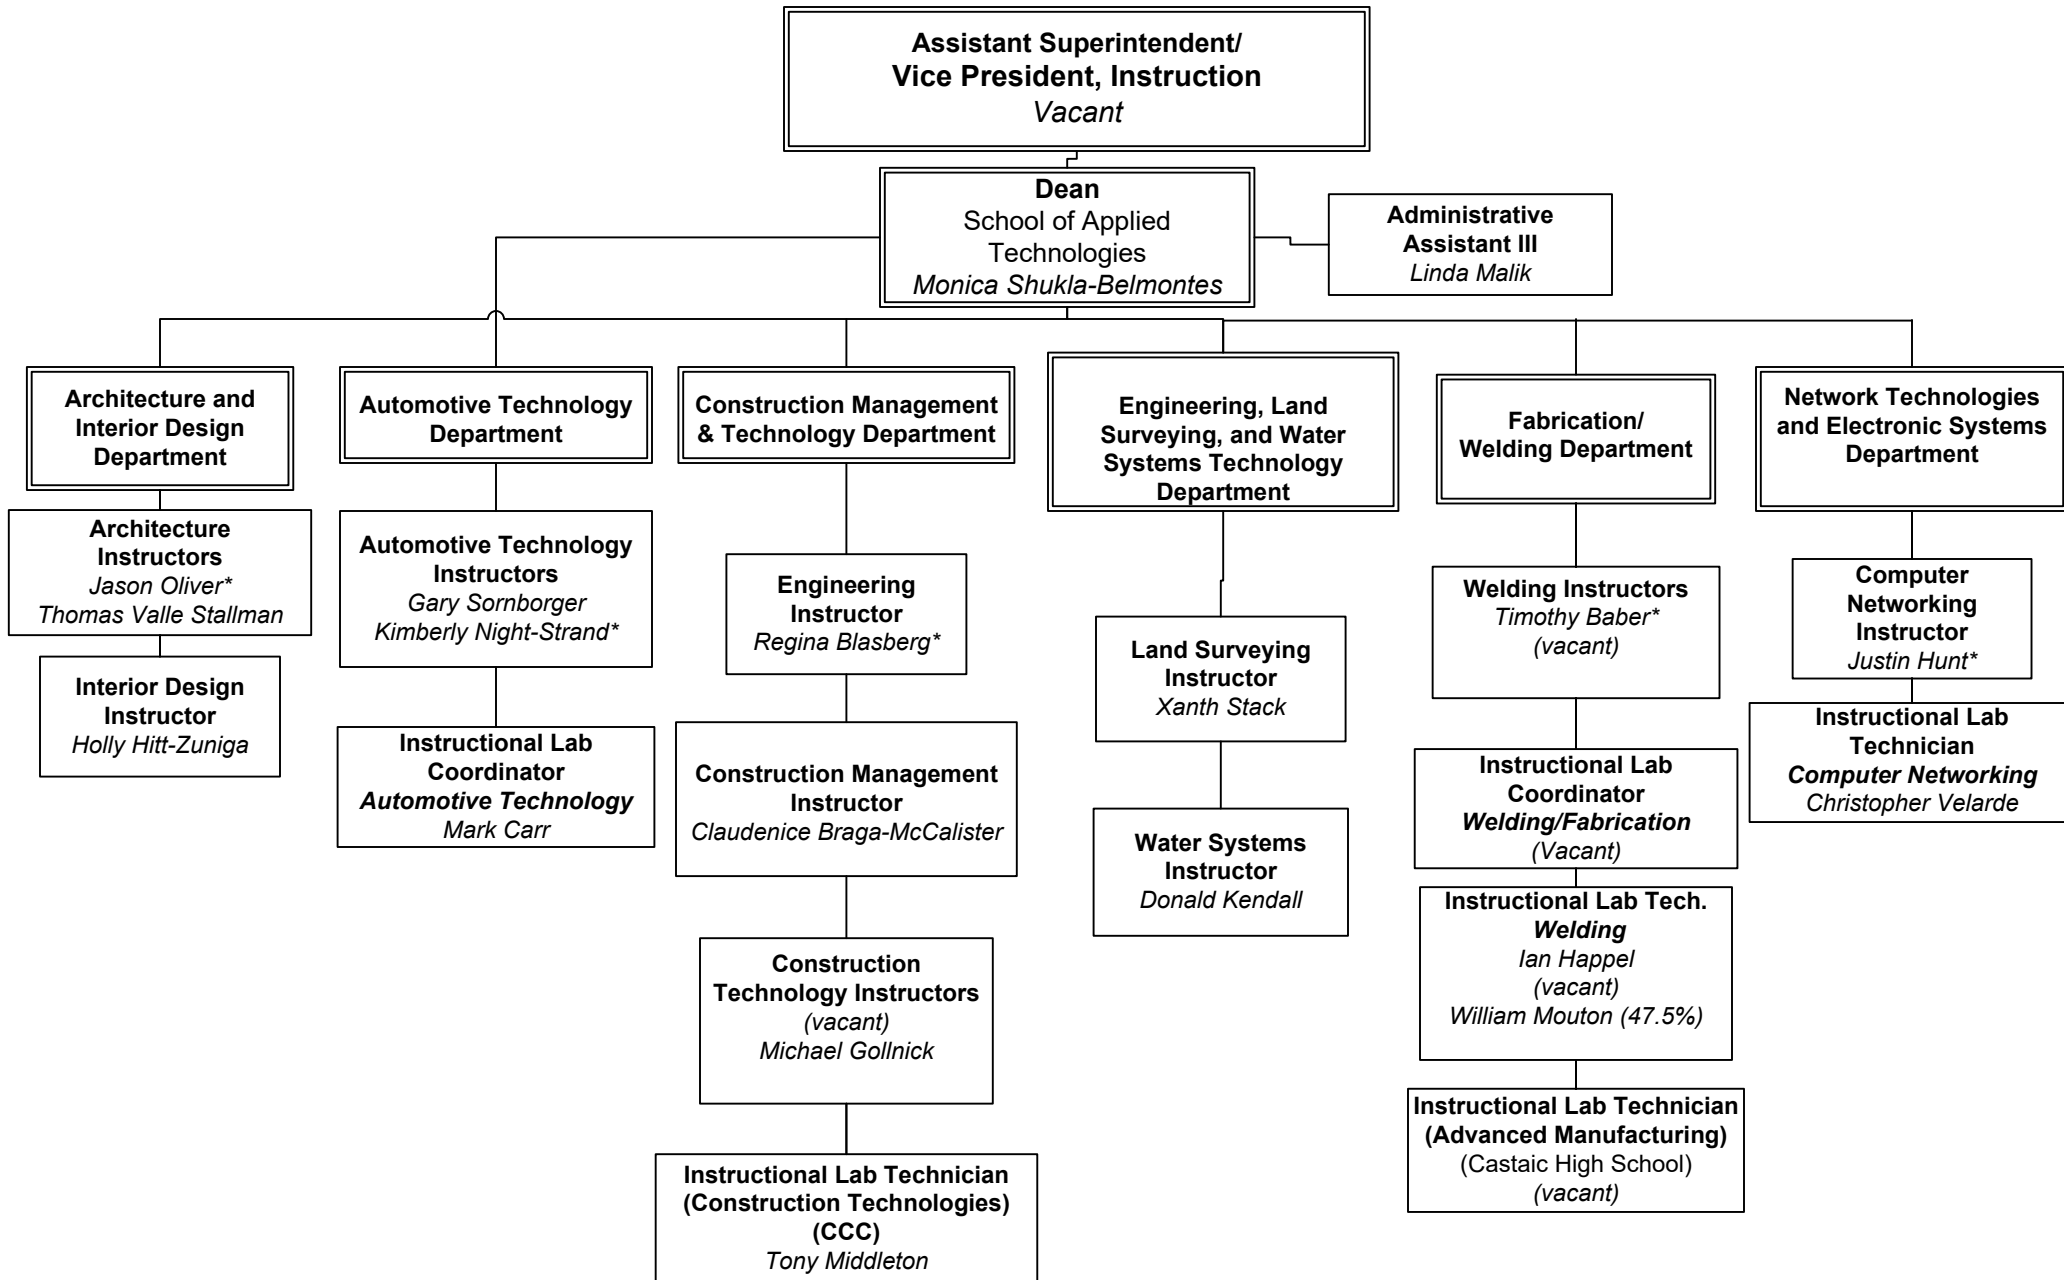 Assistant Superintendent/
Vice President, Instruction
Vacant
Dean
School of Applied
Technologies
Monica Shukla-Belmontes
Administrative
Assistant III
Linda Malik
Architecture and
Interior Design
Department
Architecture
Instructors
Jason Oliver*
Thomas Valle Stallman
Interior Design
Instructor
Holly Hitt-Zuniga
Automotive Technology
Department
Automotive Technology
Instructors
Gary Sornborger
Kimberly Night-Strand*
Instructional Lab
Coordinator
Automotive Technology
Mark Carr
Construction Management
& Technology Department
Engineering
Instructor
Regina Blasberg*
Construction Management
Instructor
Claudenice Braga-McCalister
Construction
Technology Instructors
(vacant)
Michael Gollnick
Instructional Lab Technician
(Construction Technologies)
(CCC)
Tony Middleton
Engineering, Land
Surveying, and Water
Systems Technology
Department
Land Surveying
Instructor
Xanth Stack
Water Systems
Instructor
Donald Kendall
Fabrication/
Welding Department
Welding Instructors
Timothy Baber*
(vacant)
Instructional Lab
Coordinator
Welding/Fabrication
(Vacant)
Instructional Lab Tech.
Welding
Ian Happel
(vacant)
William Mouton (47.5%)
Instructional Lab Technician
(Advanced Manufacturing)
(Castaic High School)
(vacant)
Network Technologies
and Electronic Systems
Department
Computer
Networking
Instructor
Justin Hunt*
Instructional Lab
Technician
Computer Networking
Christopher Velarde